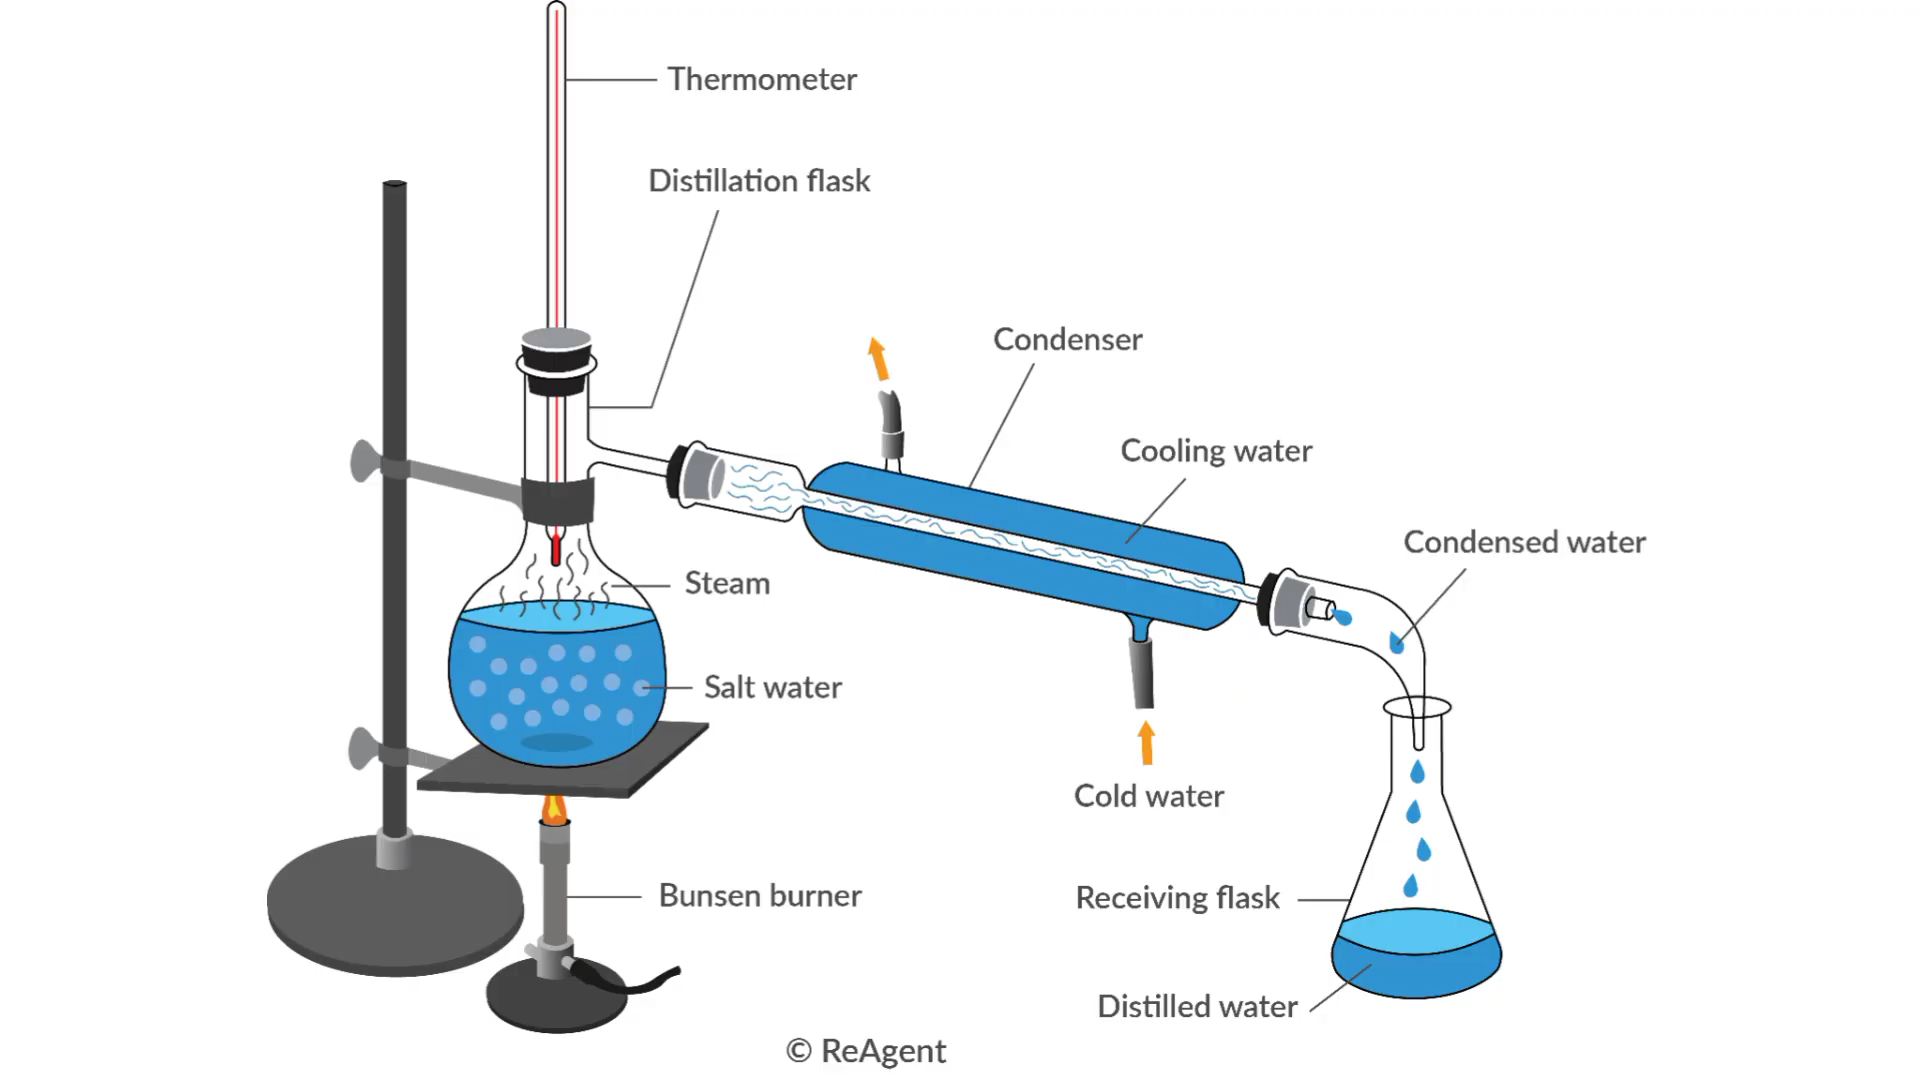 Thermometer
Distillation flask
Condenser
Cooling water
Condensed water
Steam
Salt water
Cold water
Bunsen burner
Receiving flask
Distilled water
© ReAgent